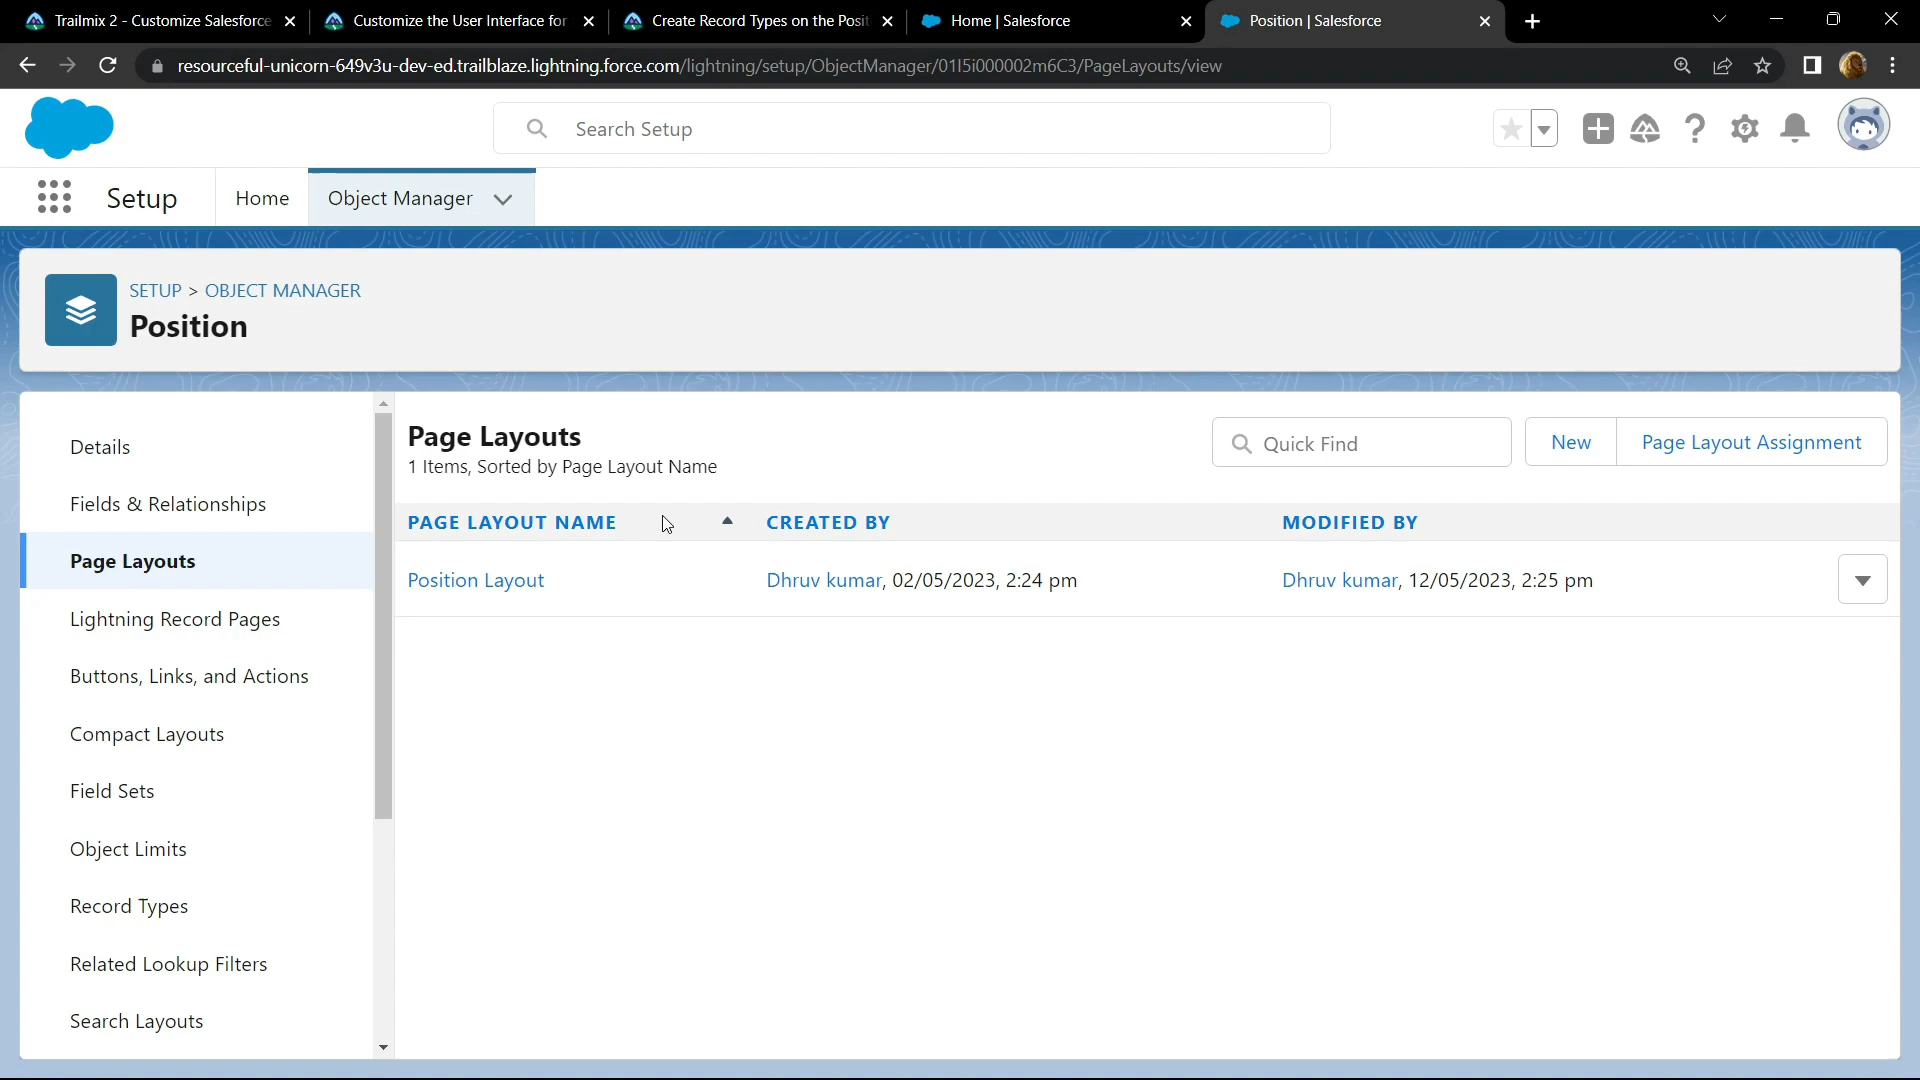 Trailmix 2 - Customize Salesforce
Customize the User Interface for
Create Record Types on the Posit
Home | Salesforce
Position | Salesforce
resourceful-unicorn-649v3u-dev-ed.trailblaze.lightning.force.com/lightning/setup/ObjectManager/01I5i000002m6C3/PageLayouts/view
Search Setup
Setup
Home
Object Manager
SETUP > OBJECT MANAGER
Position
Details
Fields & Relationships
Page Layouts
Lightning Record Pages
Buttons, Links, and Actions
Compact Layouts
Field Sets
Object Limits
Record Types
Related Lookup Filters
Search Layouts
Page Layouts
1 Items, Sorted by Page Layout Name
Quick Find
New
Page Layout Assignment
PAGE LAYOUT NAME CREATED BY MODIFIED BY
Position Layout Dhruv kumar, 02/05/2023, 2:24 pm Dhruv kumar, 12/05/2023, 2:25 pm